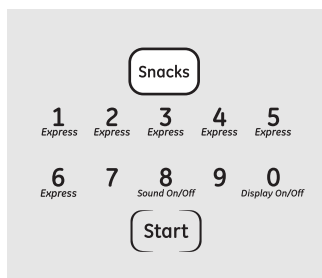 Snacks
1 2 3 4 5
Express Express Express Express Express
6 7 8 9 0
Express Sound On/Off Display On/Off
Start